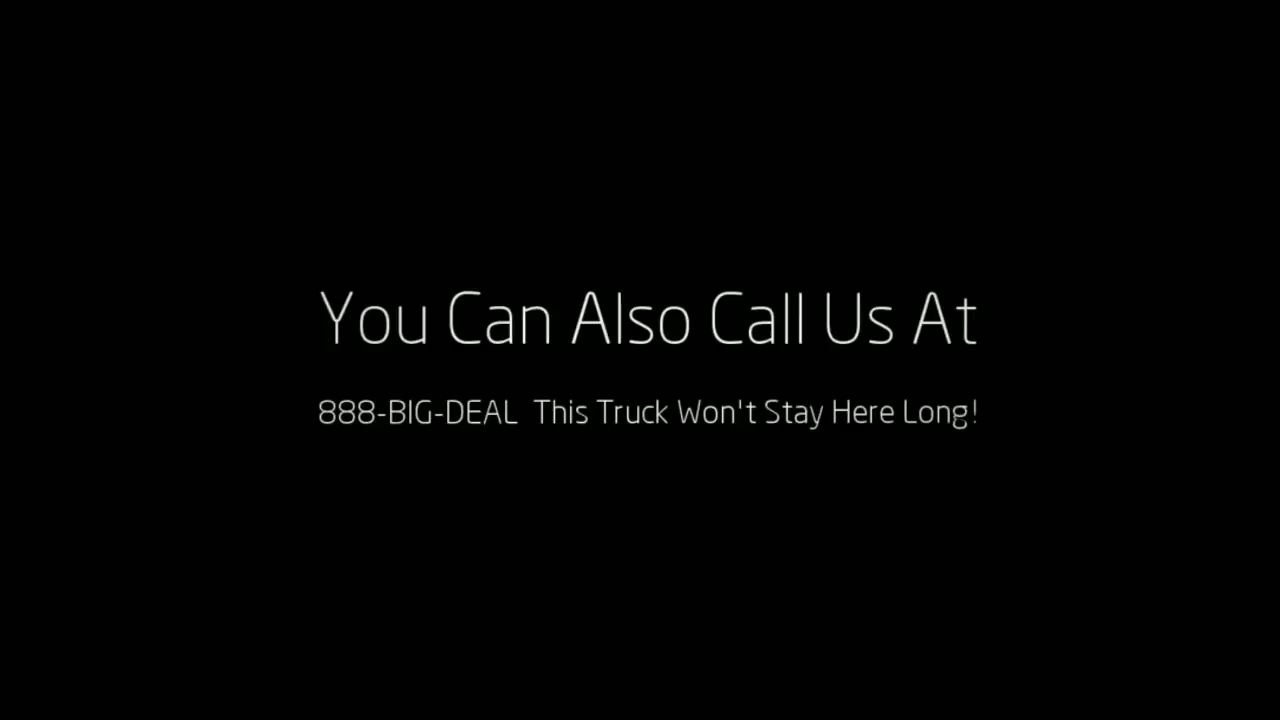 You Can Also Call Us At
888-BIG-DEAL  This Truck Won't Stay Here Long!